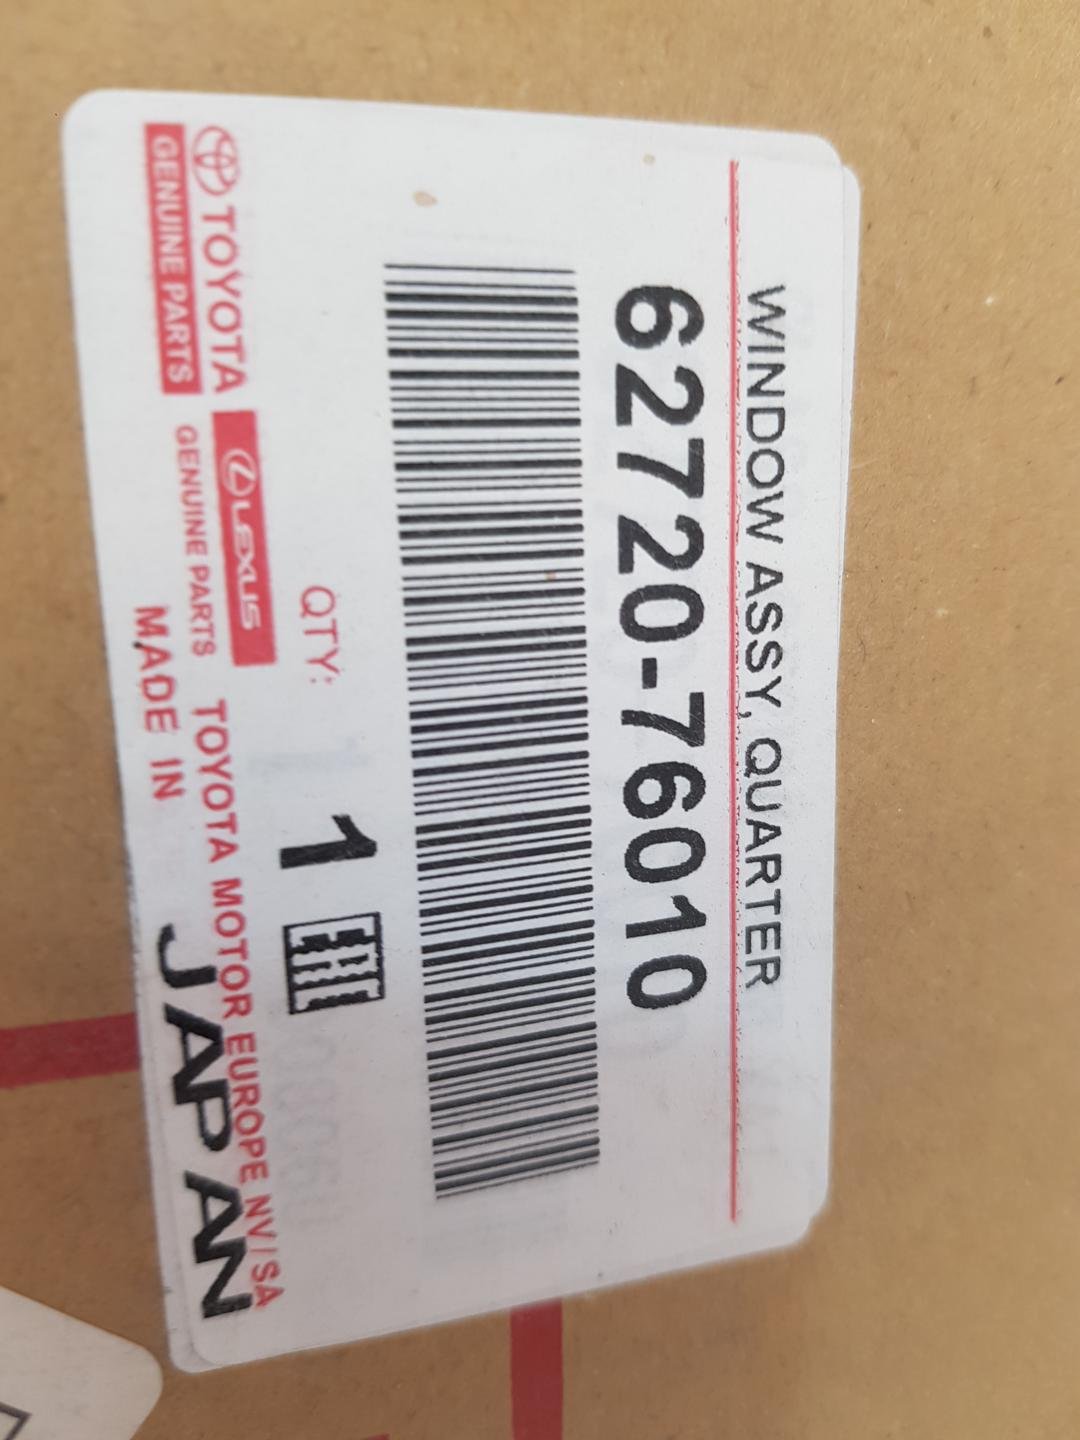 WINDOW ASSY, QUARTER
62720-76010
QTY: 1
TOYOTA
GENUINE PARTS
LEXUS
GENUINE PARTS
TOYOTA MOTOR EUROPE NV/SA
MADE IN JAPAN